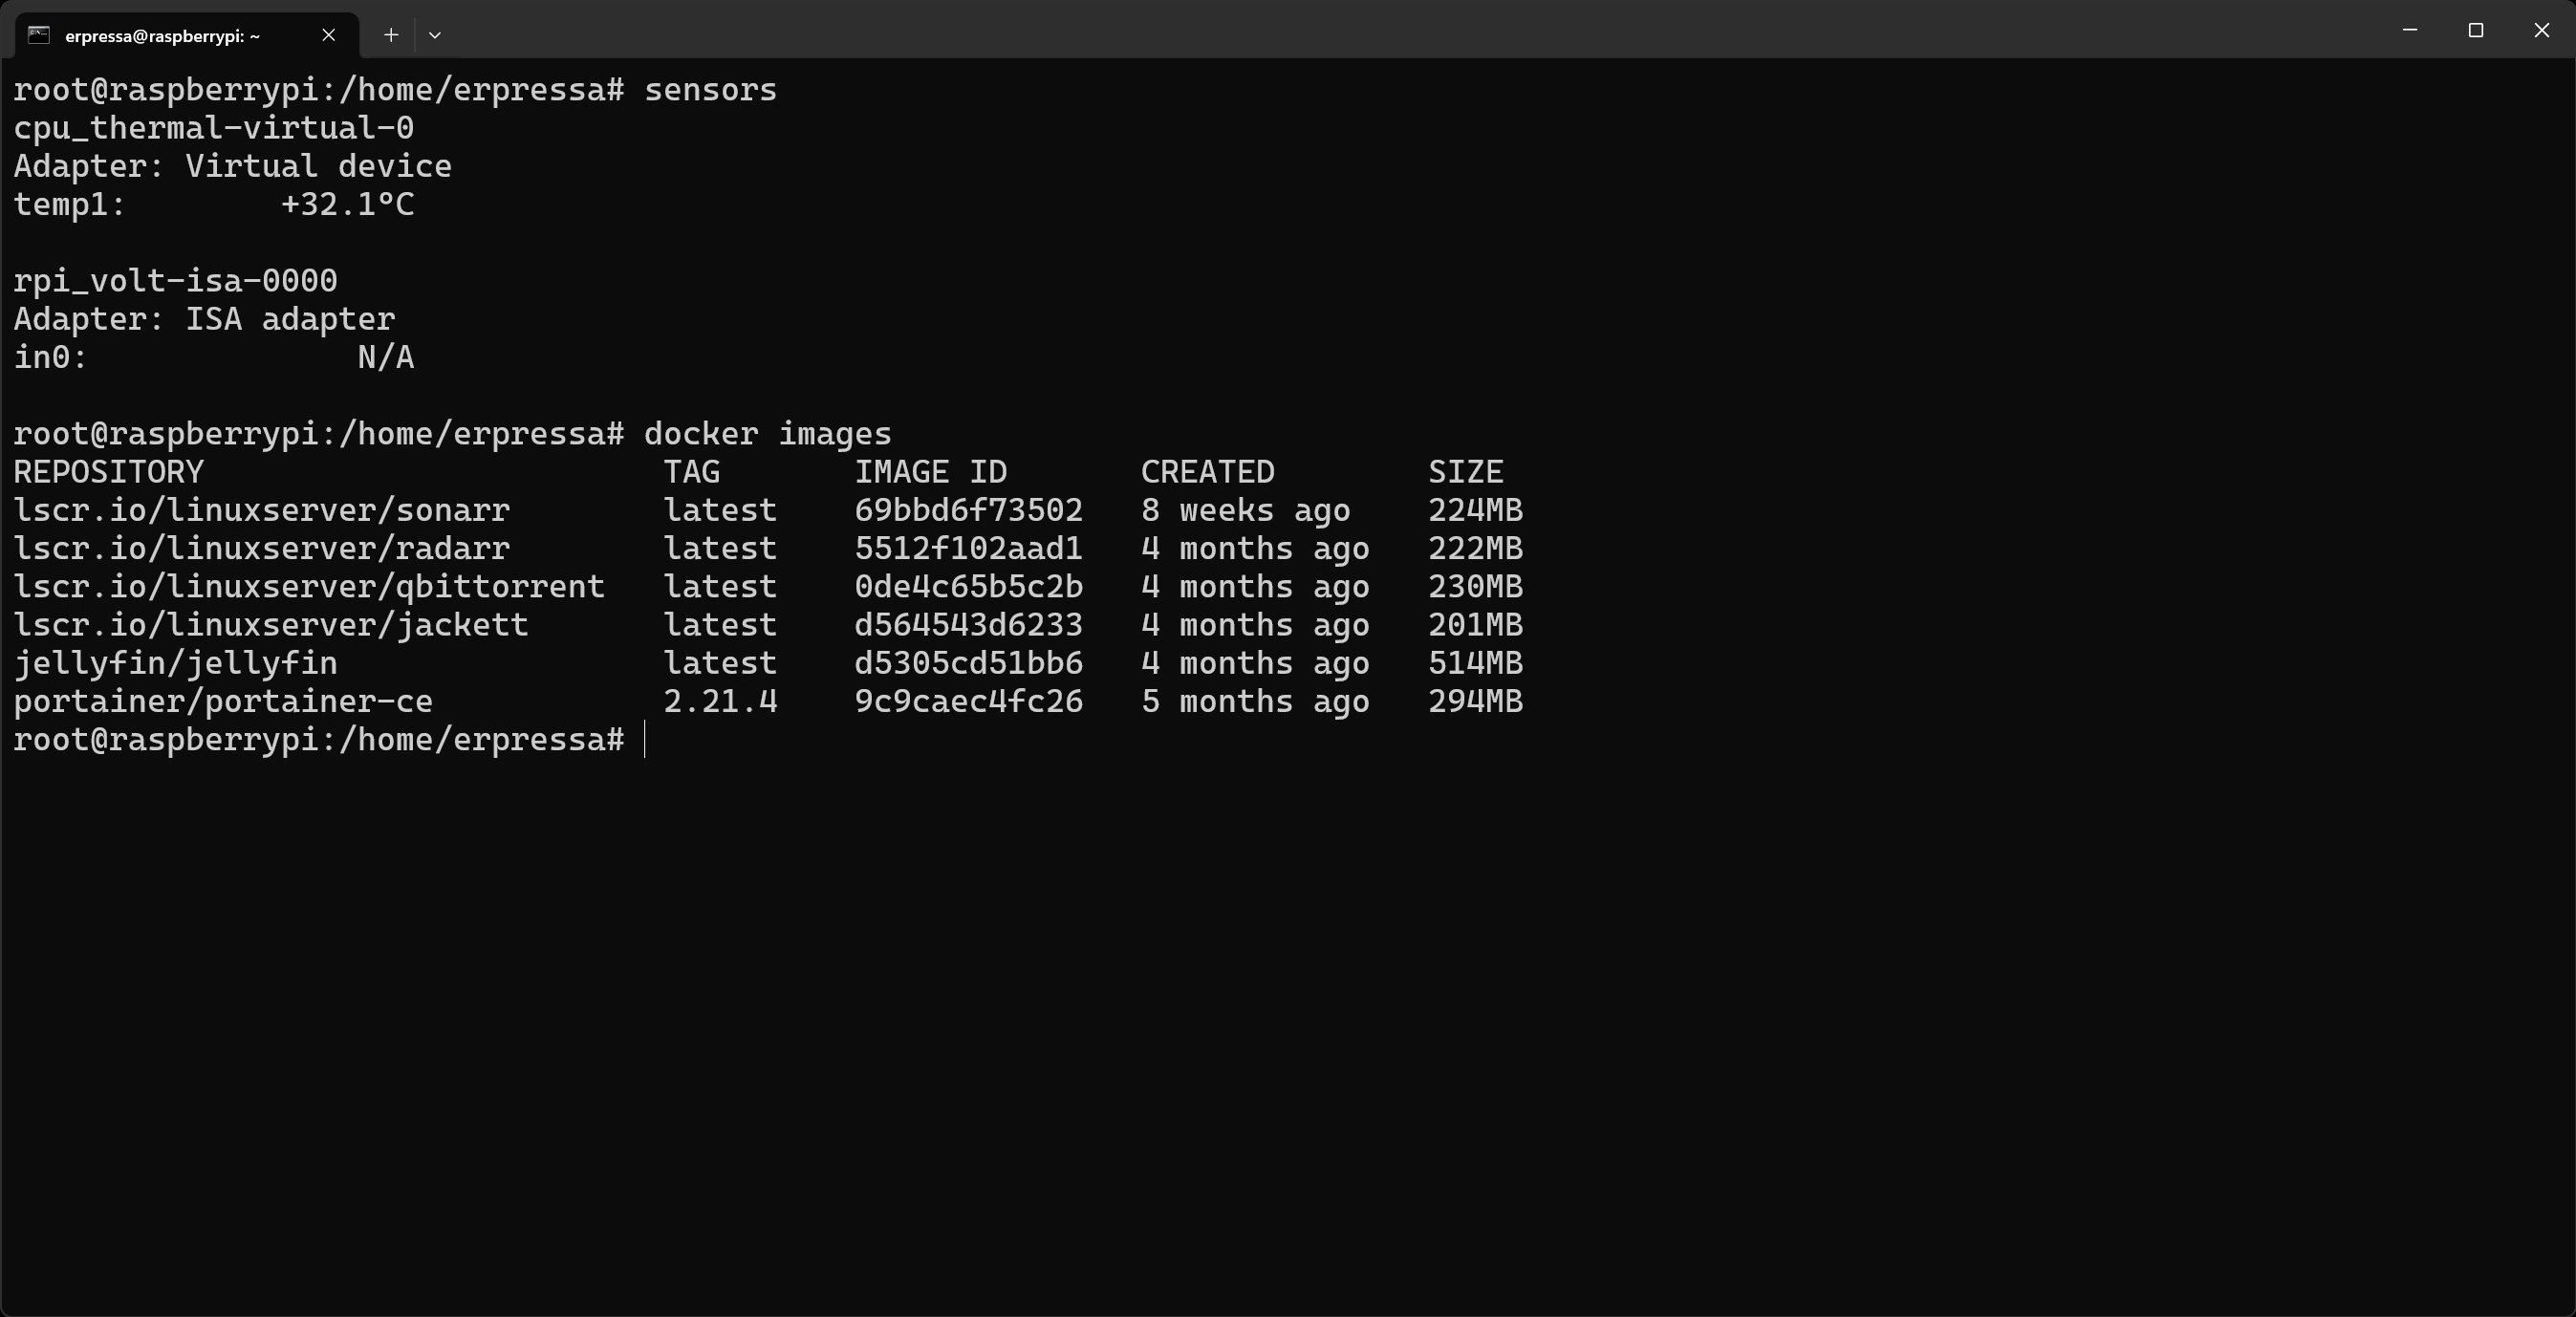 erpressa@raspberrypi: ~
root@raspberrypi:/home/erpressa# sensors
cpu_thermal-virtual-0
Adapter: Virtual device
temp1:        +32.1°C

rpi_volt-isa-0000
Adapter: ISA adapter
in0:              N/A

root@raspberrypi:/home/erpressa# docker images
REPOSITORY                        TAG       IMAGE ID       CREATED        SIZE
lscr.io/linuxserver/sonarr        latest    69bbd6f73502   8 weeks ago    224MB
lscr.io/linuxserver/radarr        latest    5512f102aad1   4 months ago   222MB
lscr.io/linuxserver/qbittorrent   latest    0de4c65b5c2b   4 months ago   230MB
lscr.io/linuxserver/jackett       latest    d564543d6233   4 months ago   201MB
jellyfin/jellyfin                 latest    d5305cd51bb6   4 months ago   514MB
portainer/portainer-ce            2.21.4    9c9caec4fc26   5 months ago   294MB
root@raspberrypi:/home/erpressa#